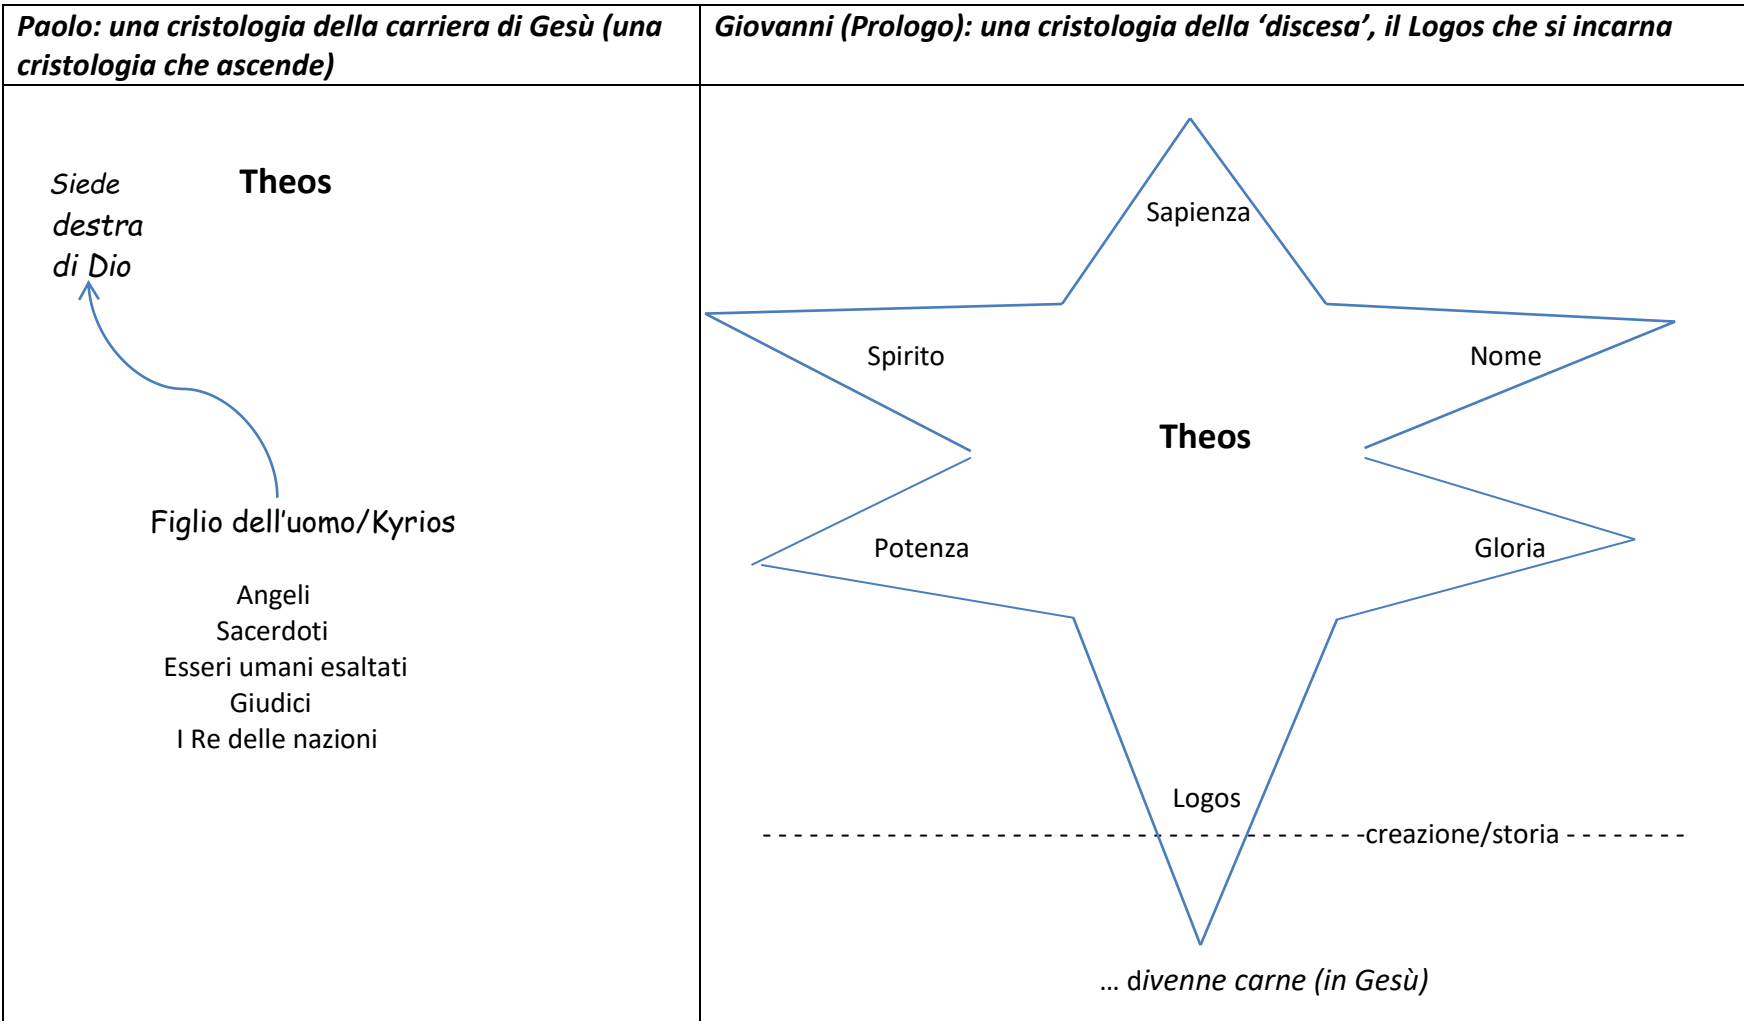 Paolo: una cristologia della carriera di Gesù (una
cristologia che ascende)
Giovanni (Prologo): una cristologia della ‘discesa’, il Logos che si incarna
Siede
destra
di Dio
Theos
Figlio dell’uomo/Kyrios
Angeli
Sacerdoti
Esseri umani esaltati
Giudici
I Re delle nazioni
Sapienza
Spirito
Nome
Theos
Potenza
Gloria
Logos
- - - - - - - - - - - - - - - - - - - - - - - - - - - - - - - - - - -creazione/storia - - - - - - - -
... divenne carne (in Gesù)